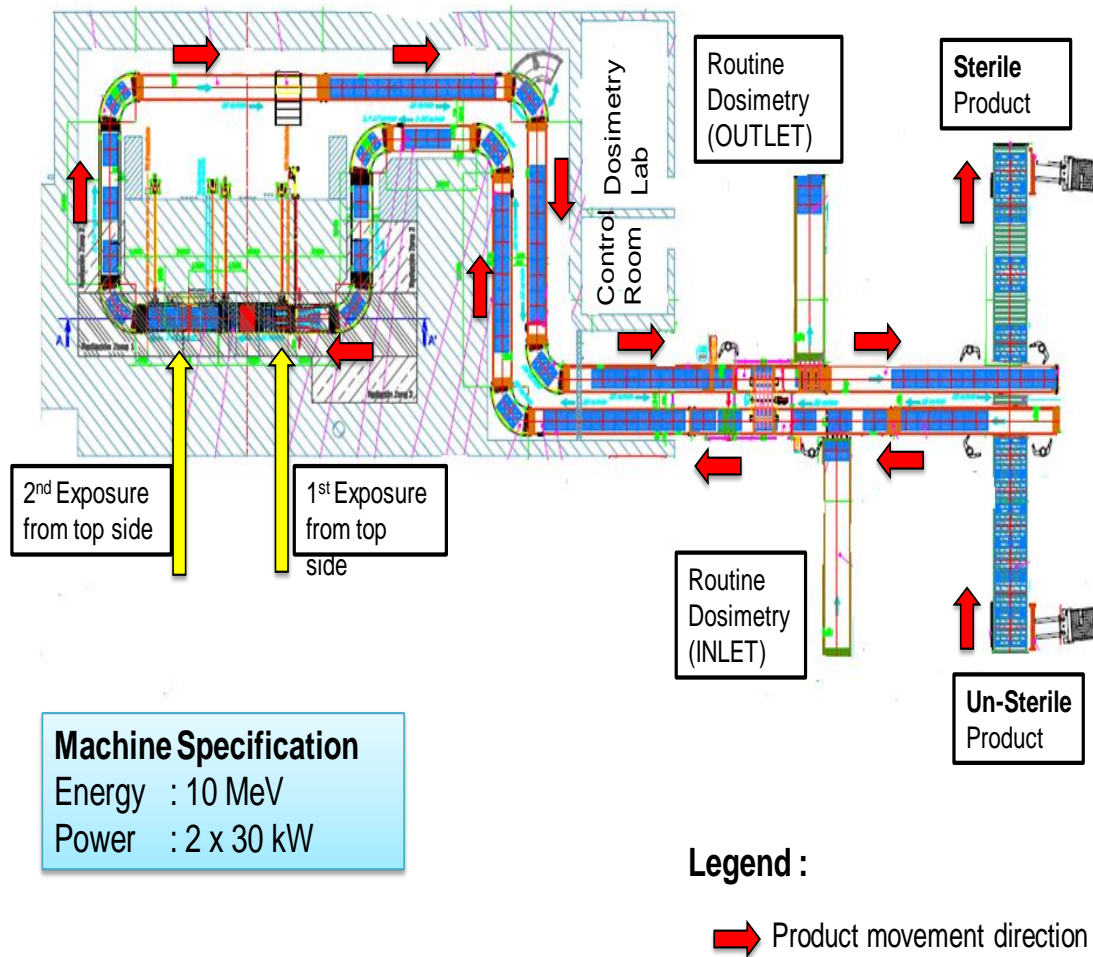 Routine
Dosimetry
(OUTLET)
Sterile
Product
Dosimetry
Lab
Control
Room
A
A'
2nd Exposure
from top side
1st Exposure
from top
side
Routine
Dosimetry
(INLET)
Un-Sterile
Product
Machine Specification
Energy : 10 MeV
Power : 2 x 30 kW
Legend :
Product movement direction